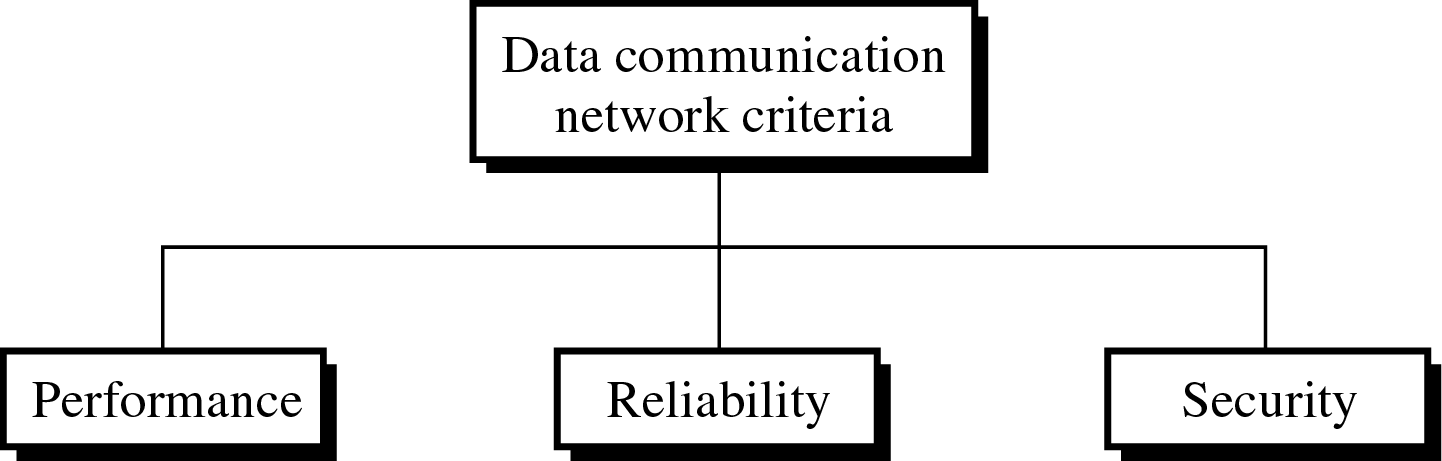 Data communication
network criteria
Performance
Reliability
Security